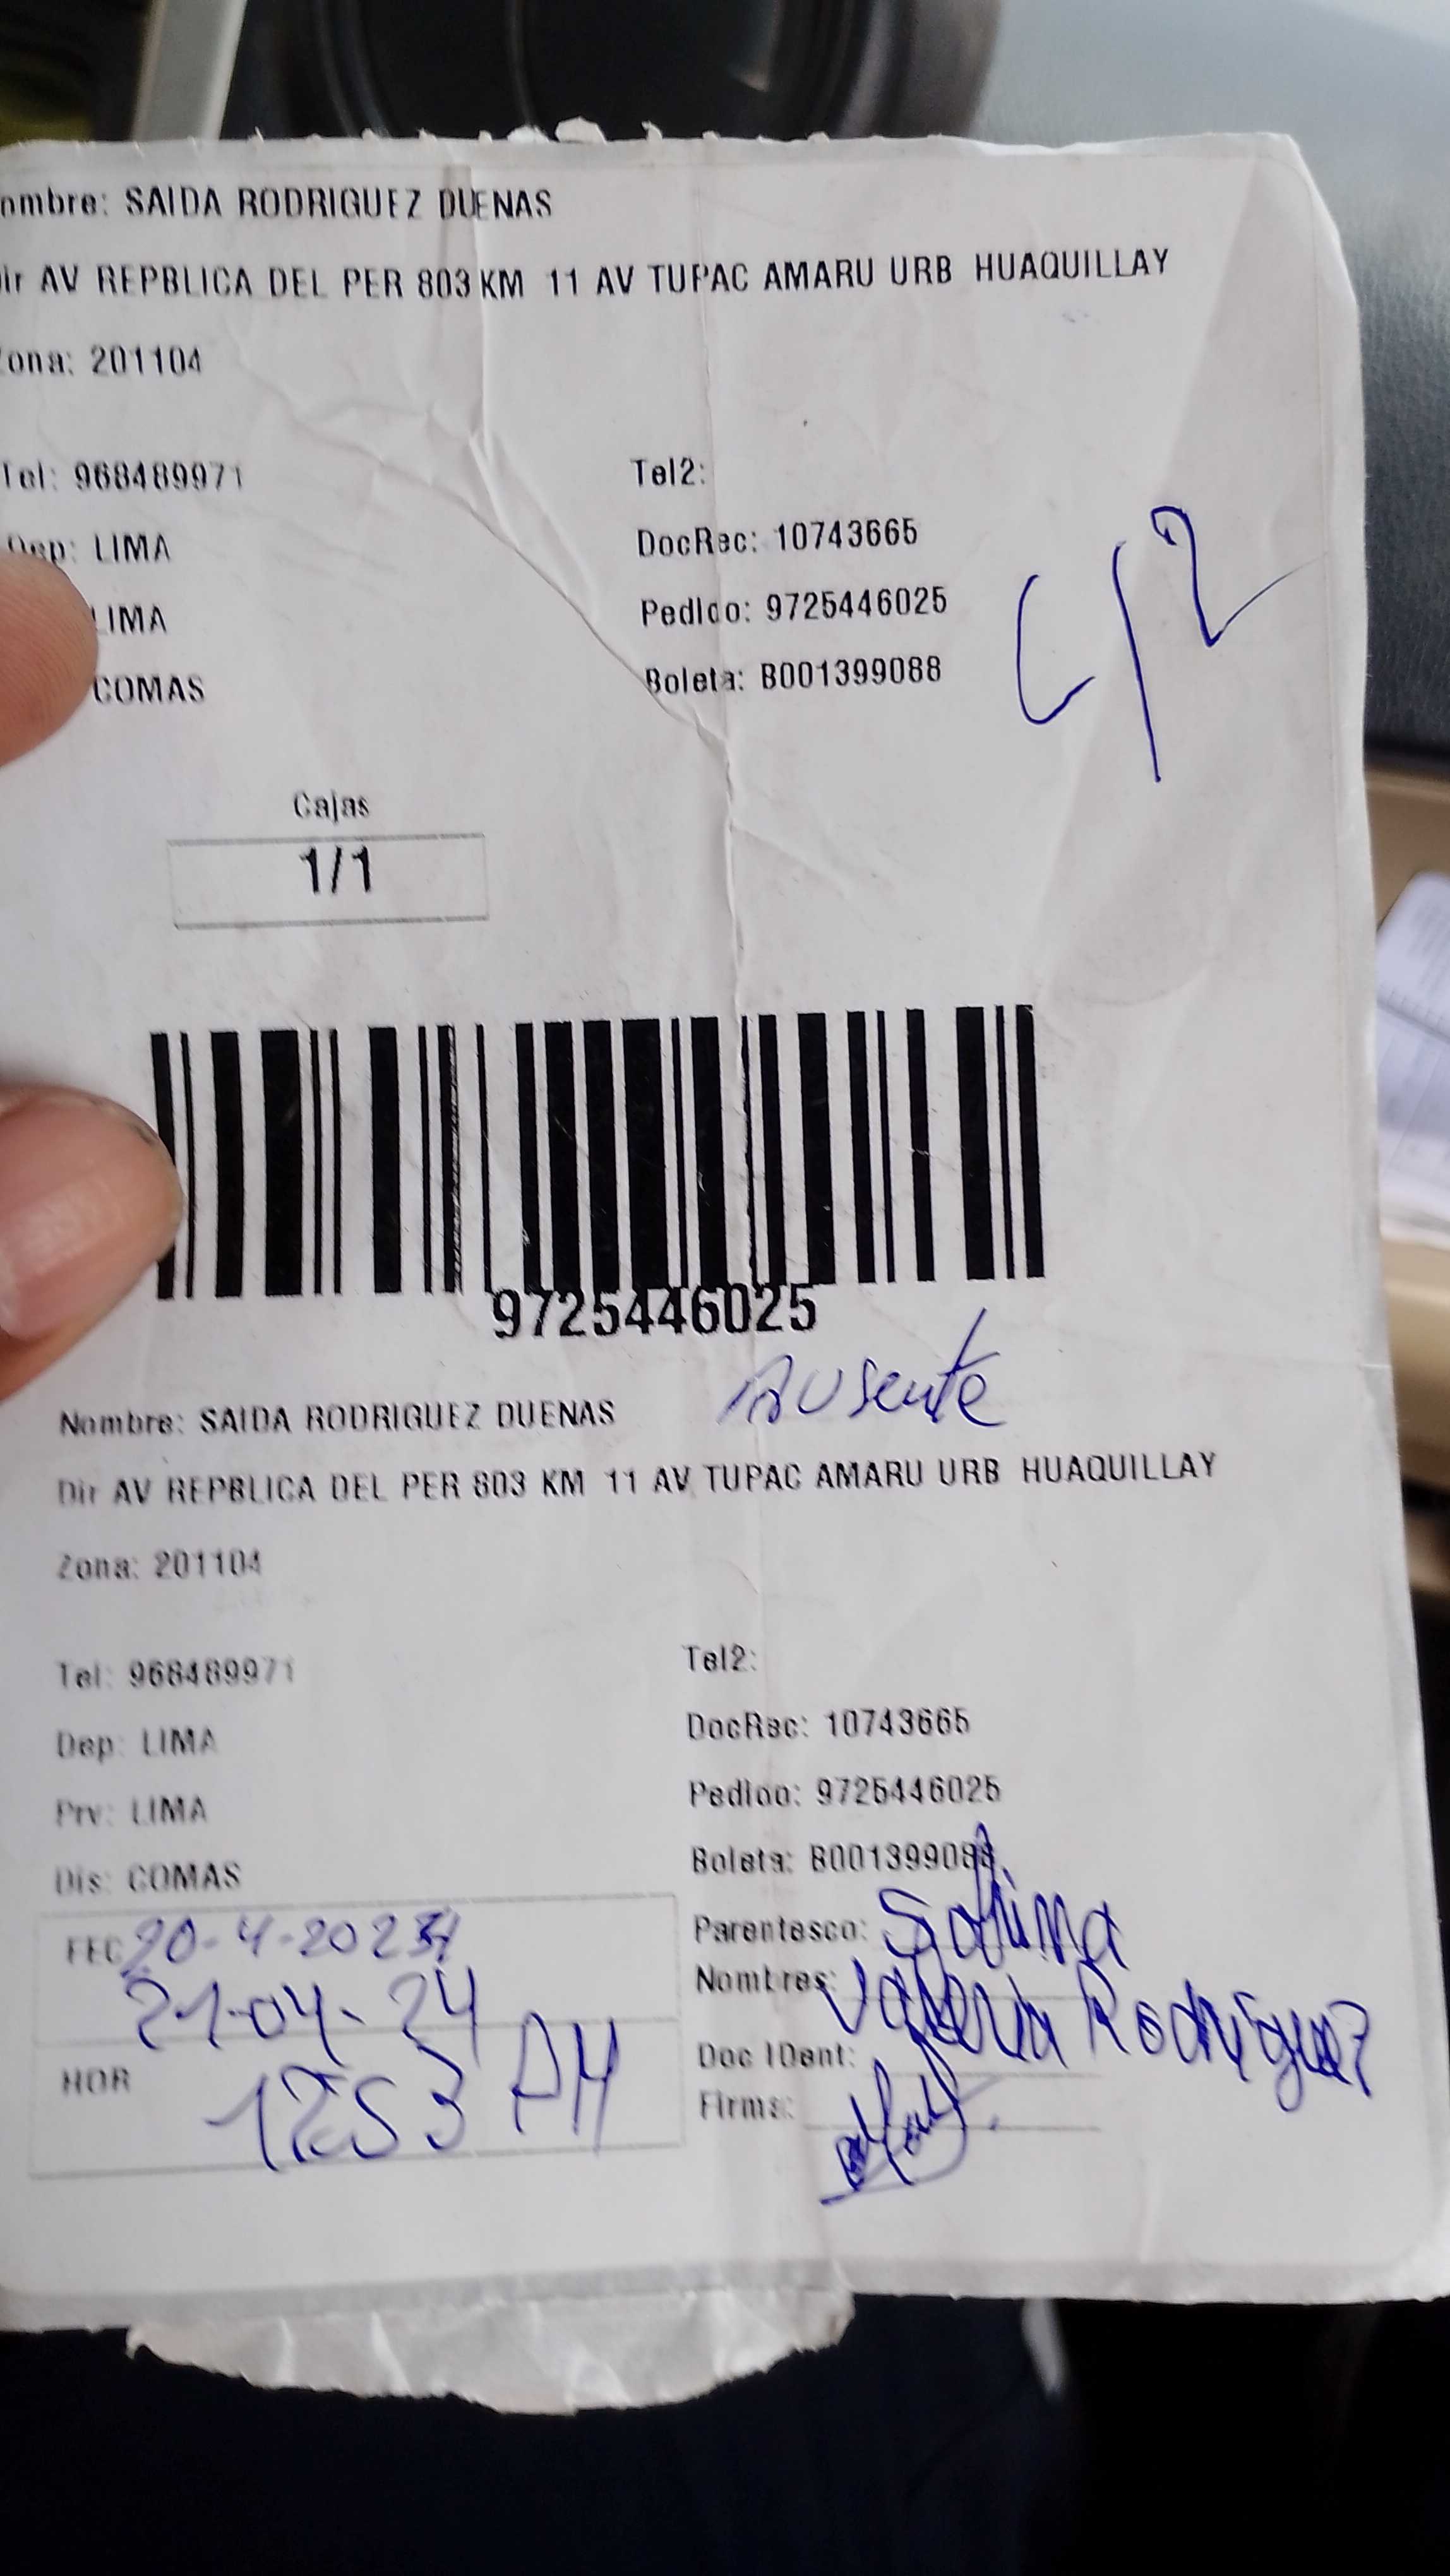 ombre: SAIDA RODRIGUEZ DUENAS
ir AV REPBLICA DEL PER 803 KM 11 AV TUPAC AMARU URB HUAQUILLAY
ona: 201104
Tel: 968489971 Tel2:
Dep: LIMA DocRec: 10743665
LIMA Pedido: 9725446025
COMAS Boleta: B001399088
C/2
Cajas
1/1
9725446025
Ausente
Nombre: SAIDA RODRIGUEZ DUENAS
Dir AV REPBLICA DEL PER 803 KM 11 AV TUPAC AMARU URB HUAQUILLAY
Zona: 201104
Tel: 968489971 Tel2:
Dep: LIMA DocRec: 10743665
Prv: LIMA Pedido: 9725446025
Dis: COMAS Boleta: B001399088
FEC 20-4-2024 Parentesco: Sobrina
21-04-24 Nombres: Valeria Rodriguez
HOR 1253 PM Doc IDent:
Firma: